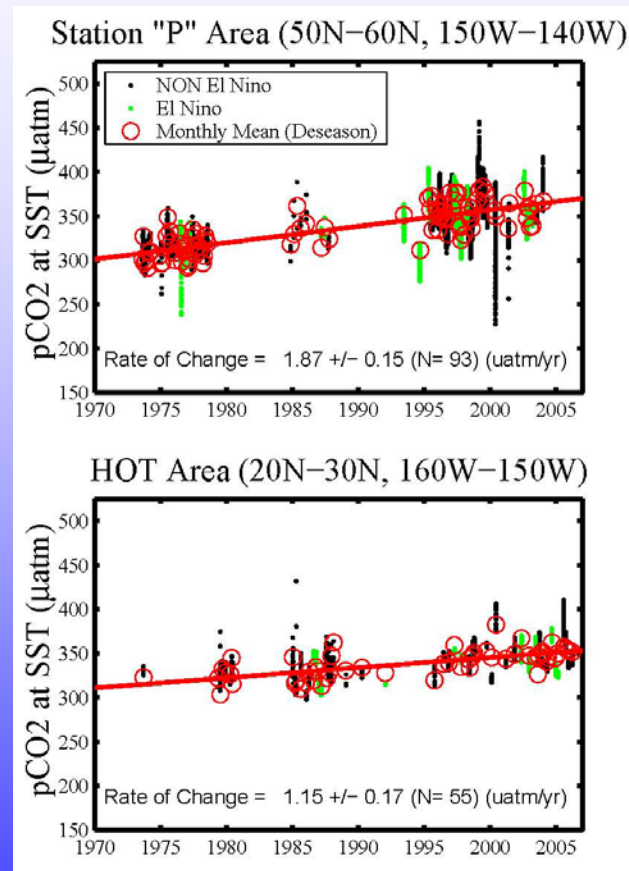 Station "P" Area (50N−60N, 150W−140W)
500
450
400
350
300
250
200
150
pCO2 at SST (μatm)
NON El Nino
El Nino
Monthly Mean (Deseason)
Rate of Change = 1.87 +/− 0.15 (N= 93) (uatm/yr)
1970 1975 1980 1985 1990 1995 2000 2005
HOT Area (20N−30N, 160W−150W)
500
450
400
350
300
250
200
150
pCO2 at SST (μatm)
Rate of Change = 1.15 +/− 0.17 (N= 55) (uatm/yr)
1970 1975 1980 1985 1990 1995 2000 2005